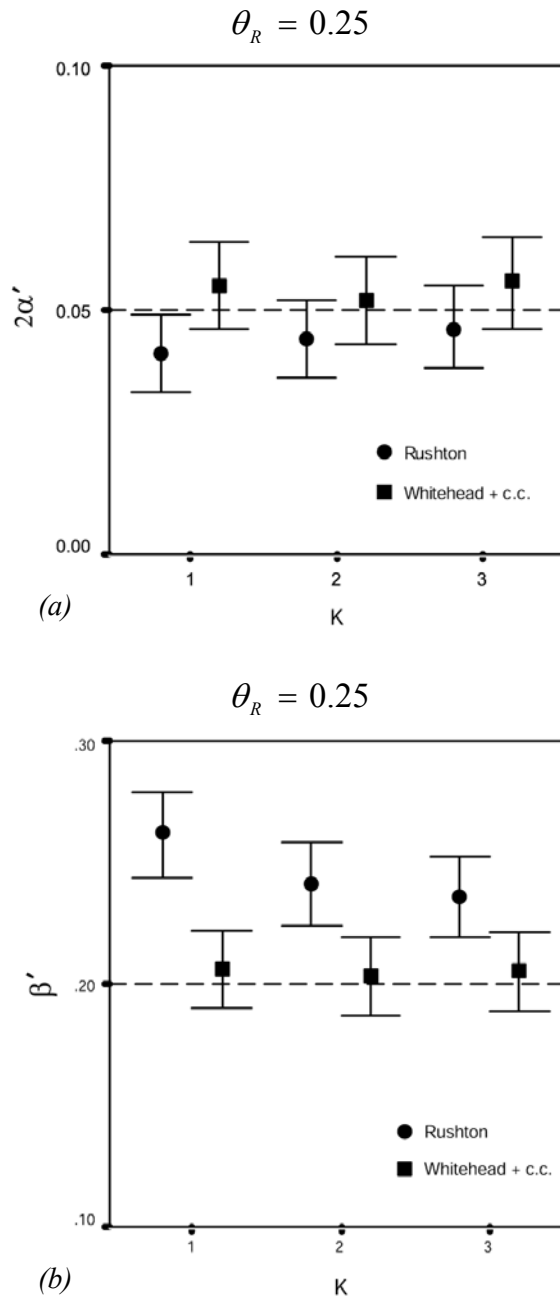 θ_R = 0.25
0.10
2α′
0.05
Rushton
Whitehead + c.c.
0.00
1 2 3
(a)
K
θ_R = 0.25
.30
β′
.20
Rushton
Whitehead + c.c.
.10
1 2 3
(b)
K